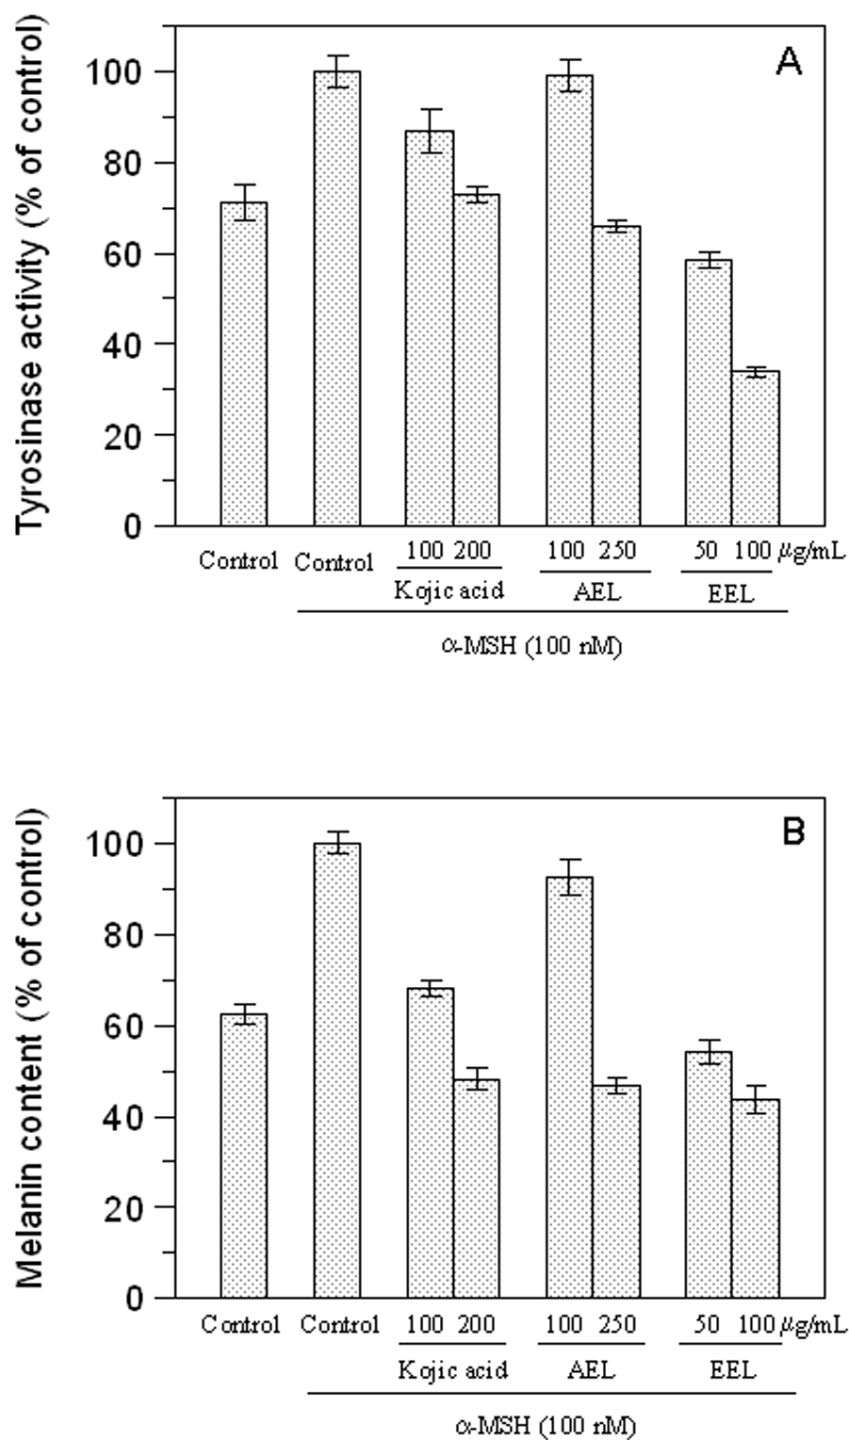 Tyrosinase activity (% of control)
A
100
80
60
40
20
0
Control Control 100 200 100 250 50 100 μg/mL
Kojic acid AEL EEL
α-MSH (100 nM)
Melanin content (% of control)
B
100
80
60
40
20
0
Control Control 100 200 100 250 50 100 μg/mL
Kojic acid AEL EEL
α-MSH (100 nM)